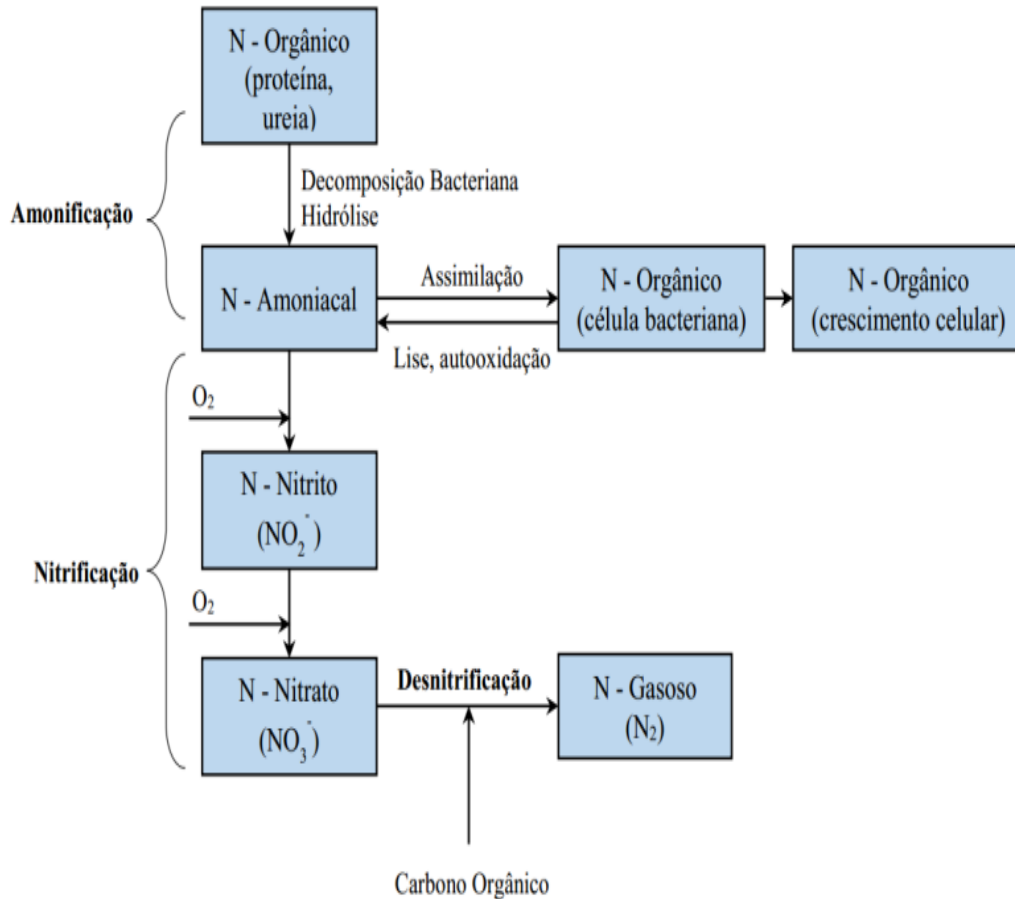 N - Orgânico
(proteína,
ureia)
Decomposição Bacteriana
Hidrólise
Amonificação
N - Amoniacal
Assimilação
Lise, autooxidação
N - Orgânico
(célula bacteriana)
N - Orgânico
(crescimento celular)
O₂
N - Nitrito
(NO₂⁻)
Nitrificação
O₂
N - Nitrato
(NO₃⁻)
Desnitrificação
N - Gasoso
(N₂)
Carbono Orgânico